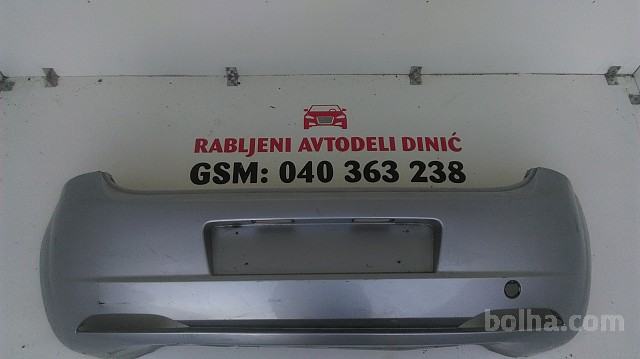 RABLJENI AVTODELI DINIĆ
GSM: 040 363 238
bolha.com